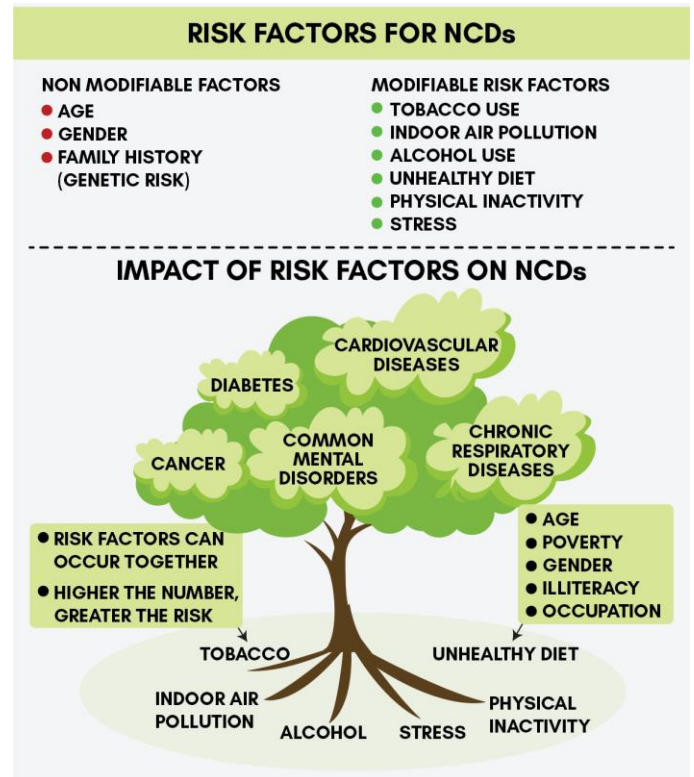 RISK FACTORS FOR NCDs
NON MODIFIABLE FACTORS
AGE
GENDER
FAMILY HISTORY
(GENETIC RISK)
MODIFIABLE RISK FACTORS
TOBACCO USE
INDOOR AIR POLLUTION
ALCOHOL USE
UNHEALTHY DIET
PHYSICAL INACTIVITY
STRESS
IMPACT OF RISK FACTORS ON NCDs
CARDIOVASCULAR
DISEASES
DIABETES
CANCER
COMMON
MENTAL
DISORDERS
CHRONIC
RESPIRATORY
DISEASES
RISK FACTORS CAN
OCCUR TOGETHER
HIGHER THE NUMBER,
GREATER THE RISK
AGE
POVERTY
GENDER
ILLITERACY
OCCUPATION
TOBACCO
UNHEALTHY DIET
INDOOR AIR
POLLUTION
ALCOHOL
STRESS
PHYSICAL
INACTIVITY